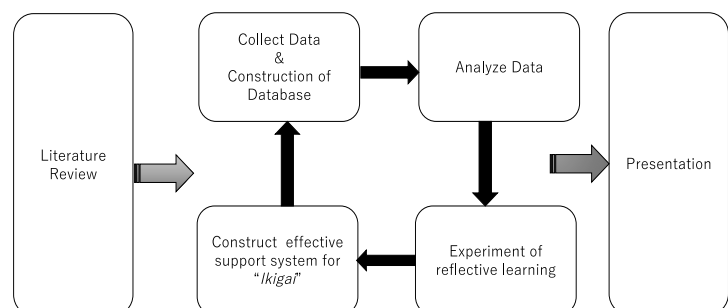 Literature
Review
Collect Data
&
Construction of
Database
Analyze Data
Experiment of
reflective learning
Construct effective
support system for
“Ikigai”
Presentation